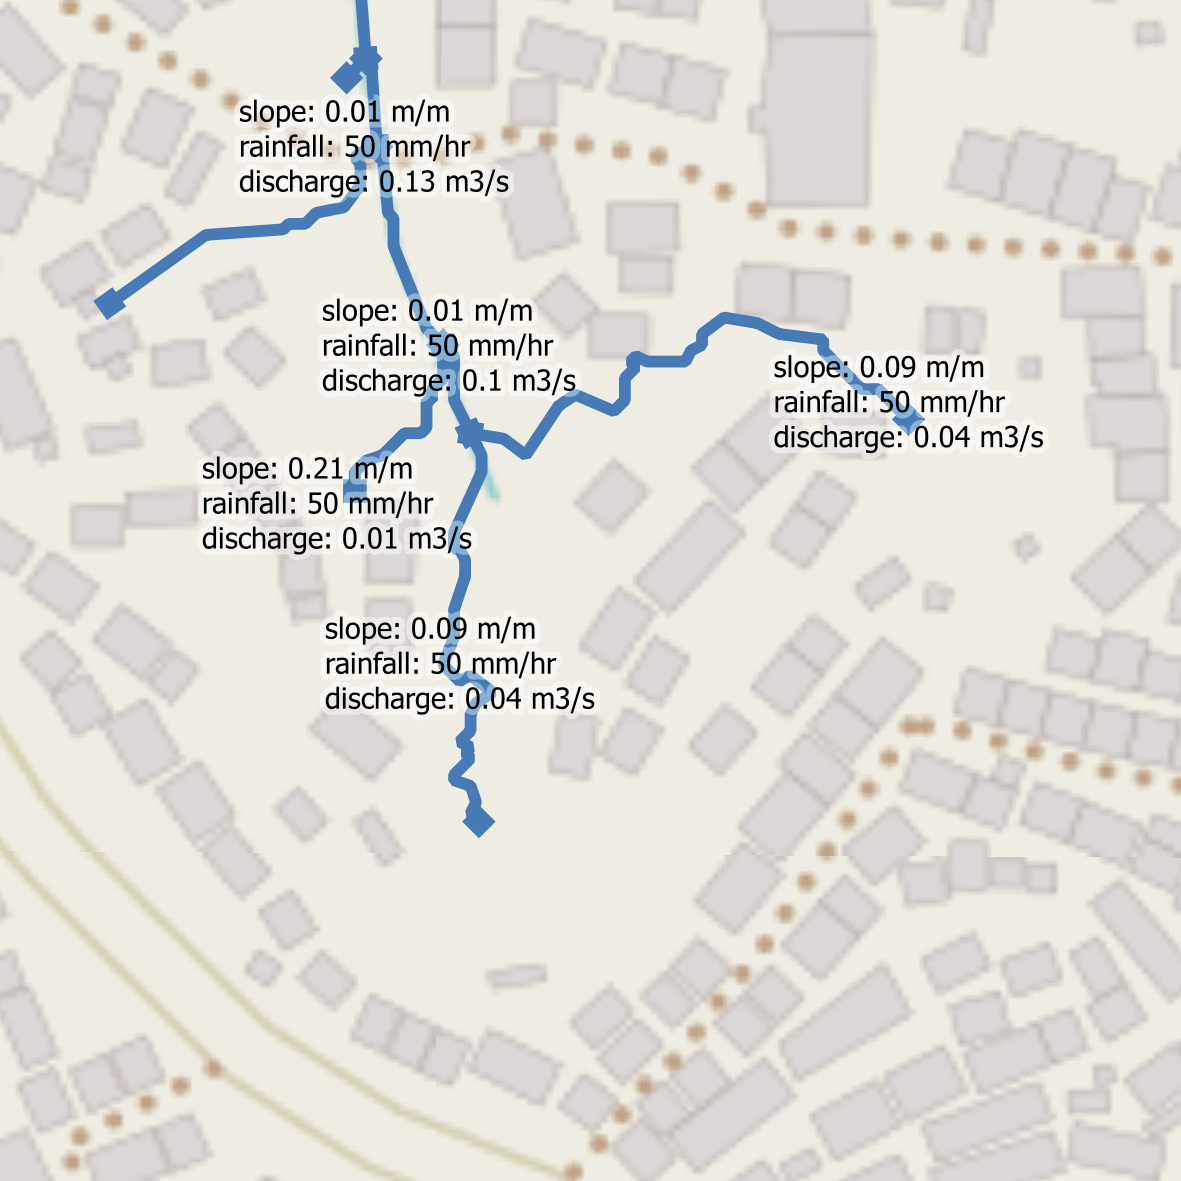 slope: 0.01 m/m
rainfall: 50 mm/hr
discharge: 0.13 m3/s
slope: 0.01 m/m
rainfall: 50 mm/hr
discharge: 0.1 m3/s
slope: 0.09 m/m
rainfall: 50 mm/hr
discharge: 0.04 m3/s
slope: 0.21 m/m
rainfall: 50 mm/hr
discharge: 0.01 m3/s
slope: 0.09 m/m
rainfall: 50 mm/hr
discharge: 0.04 m3/s